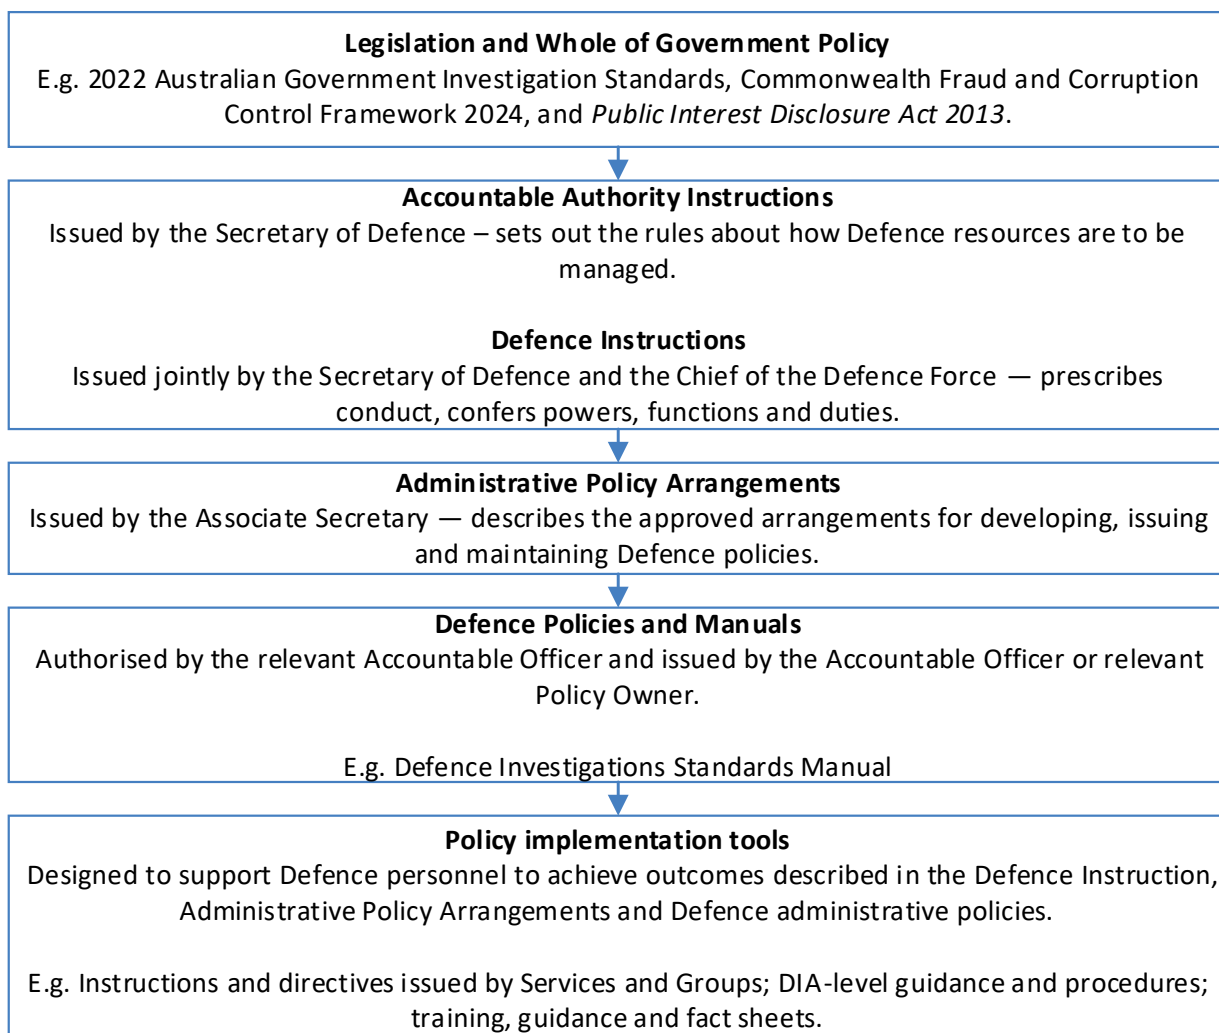 Legislation and Whole of Government Policy
E.g. 2022 Australian Government Investigation Standards, Commonwealth Fraud and Corruption
Control Framework 2024, and Public Interest Disclosure Act 2013.
Accountable Authority Instructions
Issued by the Secretary of Defence – sets out the rules about how Defence resources are to be
managed.
Defence Instructions
Issued jointly by the Secretary of Defence and the Chief of the Defence Force — prescribes
conduct, confers powers, functions and duties.
Administrative Policy Arrangements
Issued by the Associate Secretary — describes the approved arrangements for developing, issuing
and maintaining Defence policies.
Defence Policies and Manuals
Authorised by the relevant Accountable Officer and issued by the Accountable Officer or relevant
Policy Owner.
E.g. Defence Investigations Standards Manual
Policy implementation tools
Designed to support Defence personnel to achieve outcomes described in the Defence Instruction,
Administrative Policy Arrangements and Defence administrative policies.
E.g. Instructions and directives issued by Services and Groups; DIA-level guidance and procedures;
training, guidance and fact sheets.